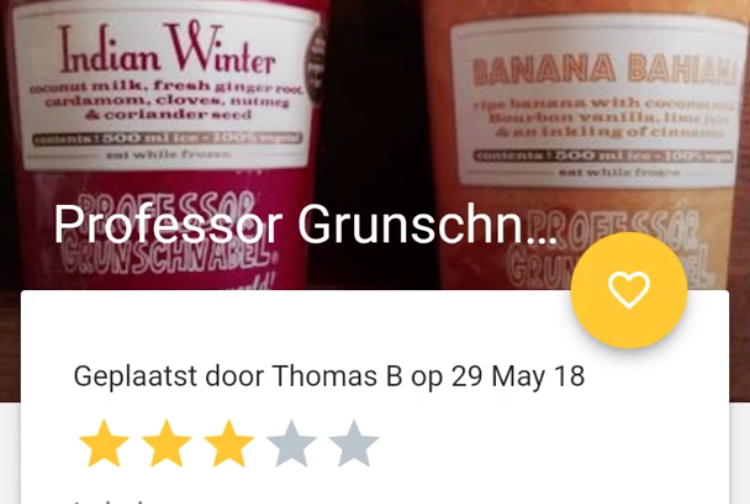 Indian Winter
coconut milk, fresh ginger root,
cardamom, cloves, nutmeg
& coriander seed
contents: 500 ml ice - 100% vegetal
eat while frozen
BANANA BAHIANA
ripe banana with coconut milk
Bourbon vanilla, lime juice
& an inkling of cinnamon
contents: 500 ml ice - 100% vegetal
eat while frozen
PROFESSOR
GRUNSCHNABEL
world!
PROFESSOR
GRUNSCHNABEL
Professor Grunschn...
Geplaatst door Thomas B op 29 May 18